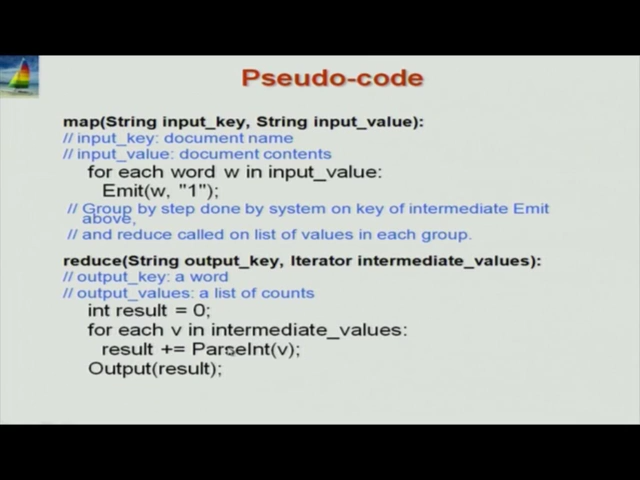 Pseudo-code
map(String input_key, String input_value):
// input_key: document name
// input_value: document contents
for each word w in input_value:
Emit(w, "1");
// Group by step done by system on key of intermediate Emit
above,
// and reduce called on list of values in each group.
reduce(String output_key, Iterator intermediate_values):
// output_key: a word
// output_values: a list of counts
int result = 0;
for each v in intermediate_values:
result += ParseInt(v);
Output(result);